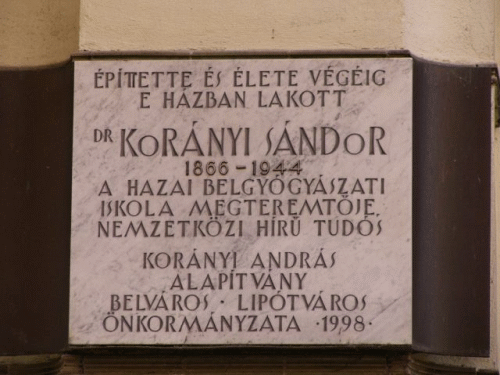 ÉPÍTETTE ÉS ÉLETE VÉGÉIG
E HÁZBAN LAKOTT
DR KORÁNYI SÁNDOR
1866-1944
A HAZAI BELGYÓGYÁSZATI
ISKOLA MEGTEREMTŐJE
NEMZETKÖZI HÍRŰ TUDÓS
KORÁNYI ANDRÁS
ALAPÍTVÁNY
BELVÁROS · LIPÓTVÁROS
ÖNKORMÁNYZATA ·1998·